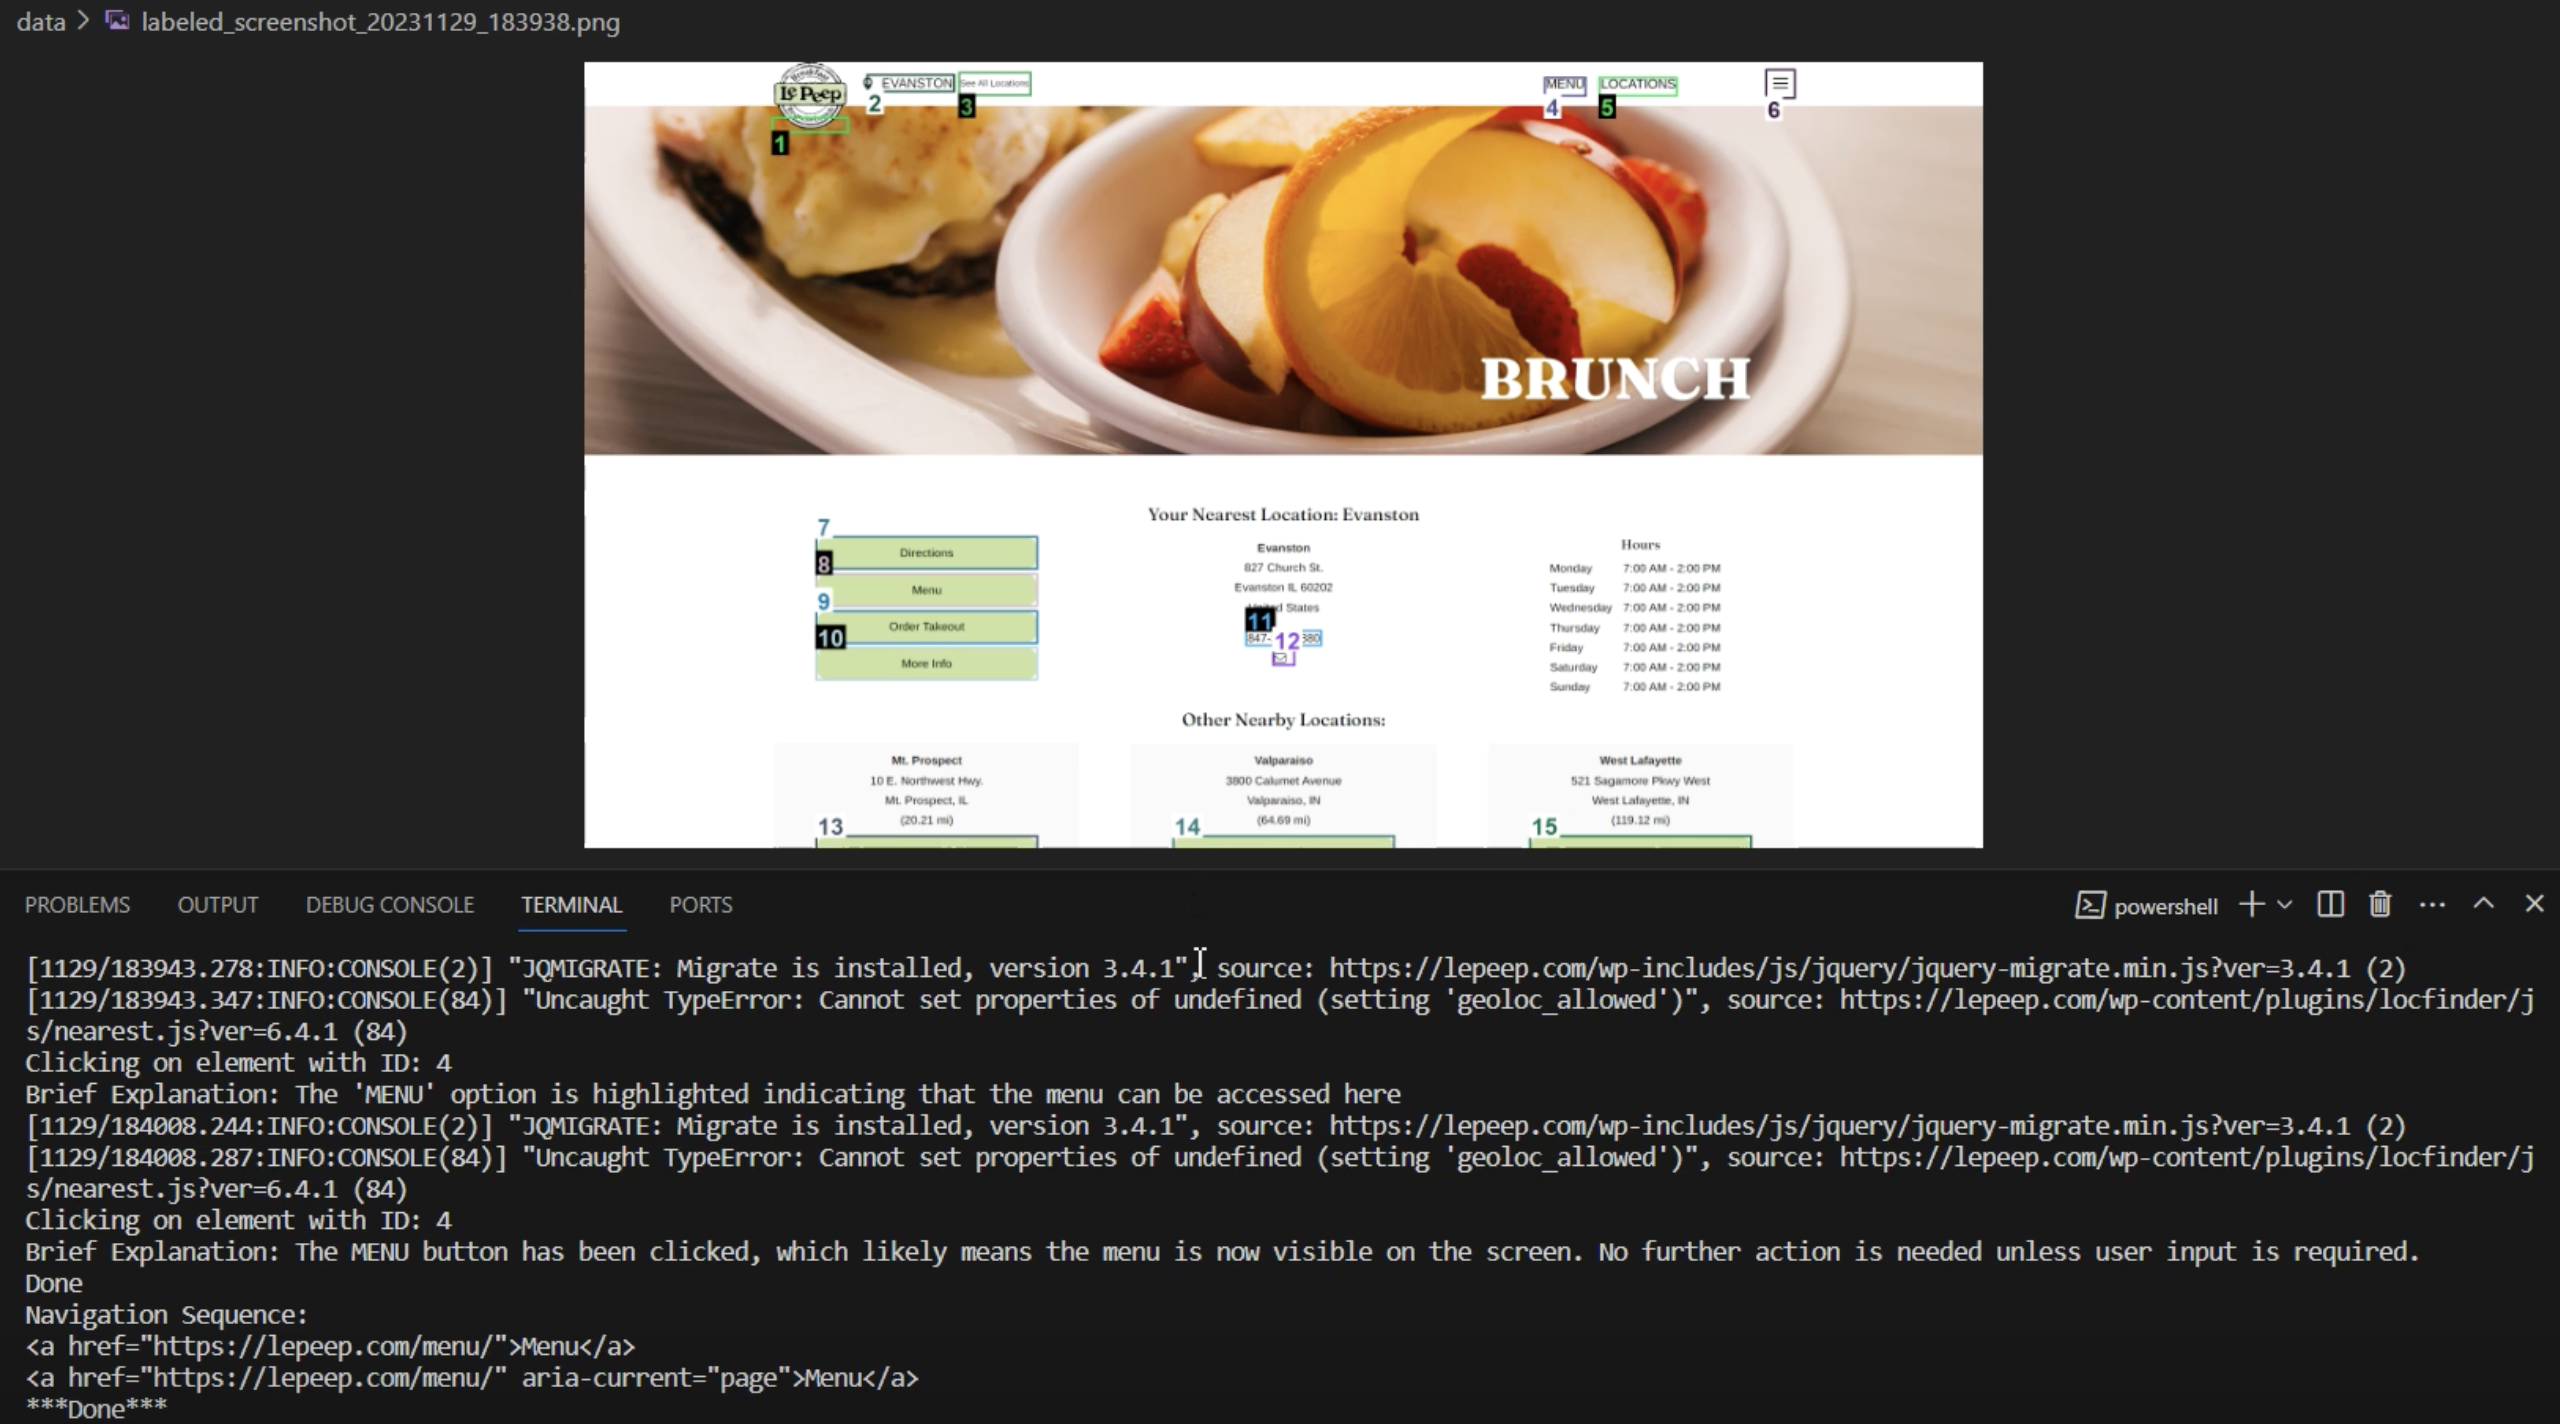 data > labeled_screenshot_20231129_183938.png
Breakfast
Le Peep
EVANSTON
See All Locations
MENU
LOCATIONS
1
2
3
4
5
6
BRUNCH
Your Nearest Location: Evanston
7
Directions
8
Menu
9
Order Takeout
10
More Info
Evanston
827 Church St.
Evanston IL 60202
United States
11
847-
12
380
Hours
Monday 7:00 AM - 2:00 PM
Tuesday 7:00 AM - 2:00 PM
Wednesday 7:00 AM - 2:00 PM
Thursday 7:00 AM - 2:00 PM
Friday 7:00 AM - 2:00 PM
Saturday 7:00 AM - 2:00 PM
Sunday 7:00 AM - 2:00 PM
Other Nearby Locations:
Mt. Prospect
10 E. Northwest Hwy.
Mt. Prospect, IL
(20.21 mi)
13
Valparaiso
3800 Calumet Avenue
Valparaiso, IN
(64.69 mi)
14
West Lafayette
521 Sagamore Pkwy West
West Lafayette, IN
(119.12 mi)
15
PROBLEMS OUTPUT DEBUG CONSOLE TERMINAL PORTS
powershell
[1129/183943.278:INFO:CONSOLE(2)] "JQMIGRATE: Migrate is installed, version 3.4.1", source: https://lepeep.com/wp-includes/js/jquery/jquery-migrate.min.js?ver=3.4.1 (2)
[1129/183943.347:INFO:CONSOLE(84)] "Uncaught TypeError: Cannot set properties of undefined (setting 'geoloc_allowed')", source: https://lepeep.com/wp-content/plugins/locfinder/j
s/nearest.js?ver=6.4.1 (84)
Clicking on element with ID: 4
Brief Explanation: The 'MENU' option is highlighted indicating that the menu can be accessed here
[1129/184008.244:INFO:CONSOLE(2)] "JQMIGRATE: Migrate is installed, version 3.4.1", source: https://lepeep.com/wp-includes/js/jquery/jquery-migrate.min.js?ver=3.4.1 (2)
[1129/184008.287:INFO:CONSOLE(84)] "Uncaught TypeError: Cannot set properties of undefined (setting 'geoloc_allowed')", source: https://lepeep.com/wp-content/plugins/locfinder/j
s/nearest.js?ver=6.4.1 (84)
Clicking on element with ID: 4
Brief Explanation: The MENU button has been clicked, which likely means the menu is now visible on the screen. No further action is needed unless user input is required.
Done
Navigation Sequence:
<a href="https://lepeep.com/menu/">Menu</a>
<a href="https://lepeep.com/menu/" aria-current="page">Menu</a>
***Done***